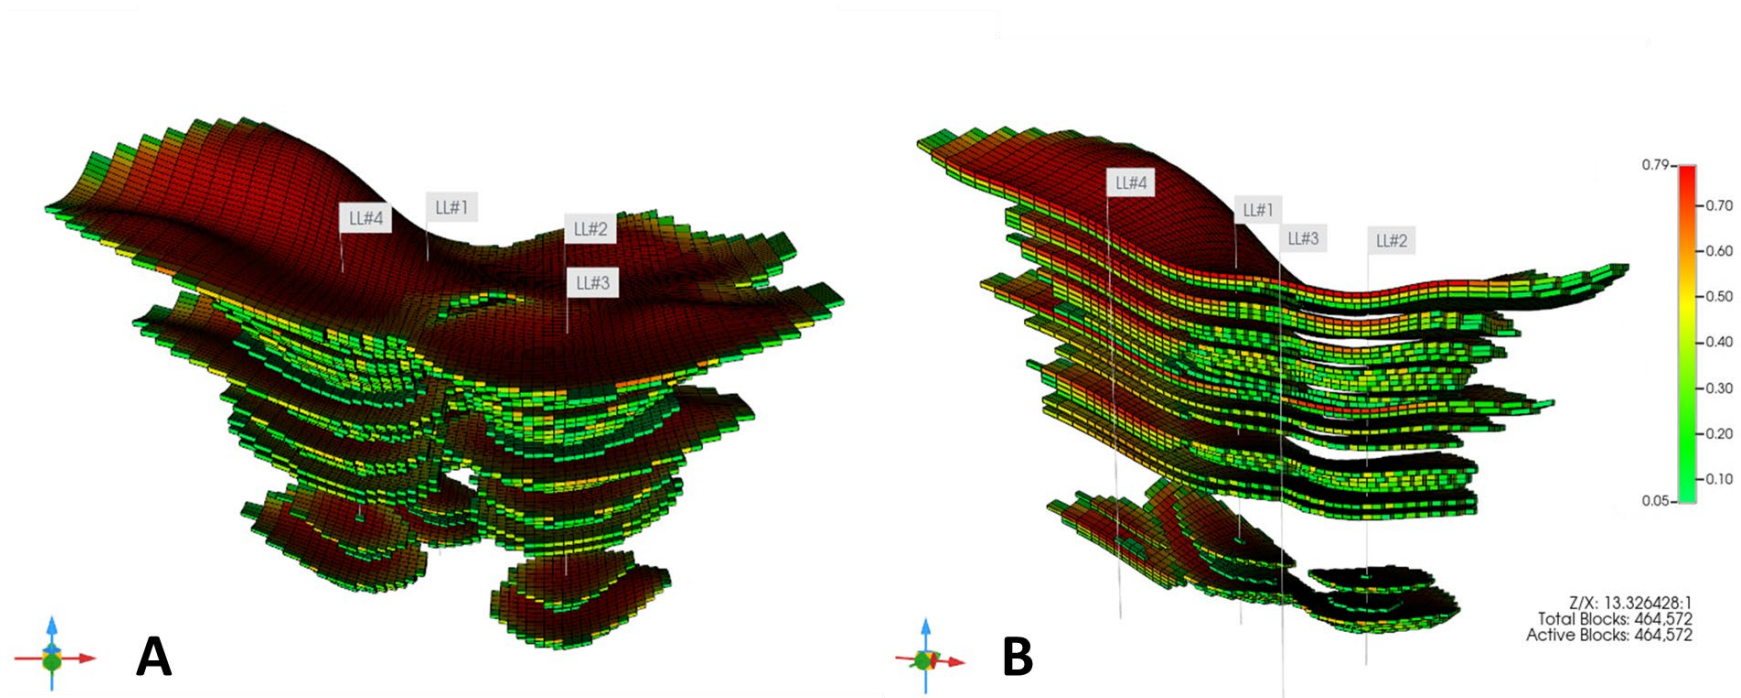 LL#4
LL#1
LL#2
LL#3
A
LL#4
LL#1
LL#3
LL#2
B
0.79
0.70
0.60
0.50
0.40
0.30
0.20
0.10
0.05
Z/X: 13.326428:1
Total Blocks: 464,572
Active Blocks: 464,572